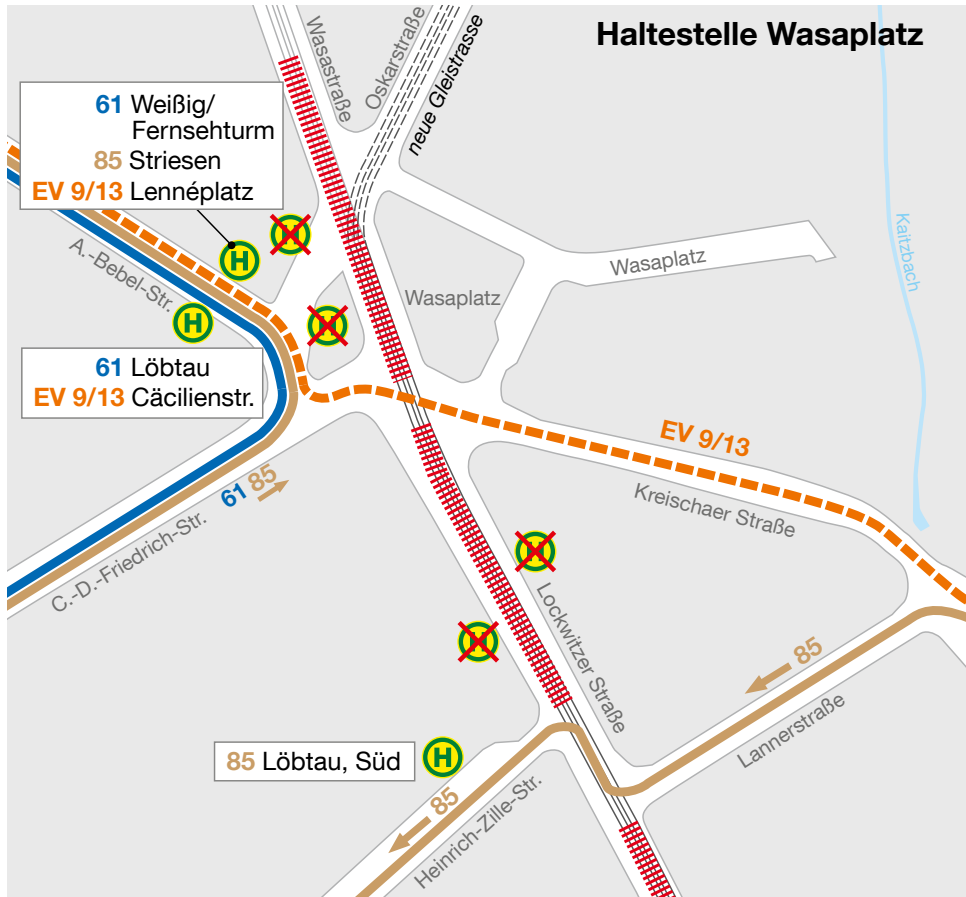 Haltestelle Wasaplatz
Wasastraße
Oskarstraße
neue Gleistrasse
61 Weißig/
Fernsehturm
85 Striesen
EV 9/13 Lennéplatz
H
H
A.-Bebel-Str.
H
H
Wasaplatz
Wasaplatz
Kaitzbach
61 Löbtau
EV 9/13 Cäcilienstr.
EV 9/13
Kreischaer Straße
61 85
C.-D.-Friedrich-Str.
H
H
Lockwitzer Straße
85
Lannerstraße
85 Löbtau, Süd
H
85
Heinrich-Zille-Str.